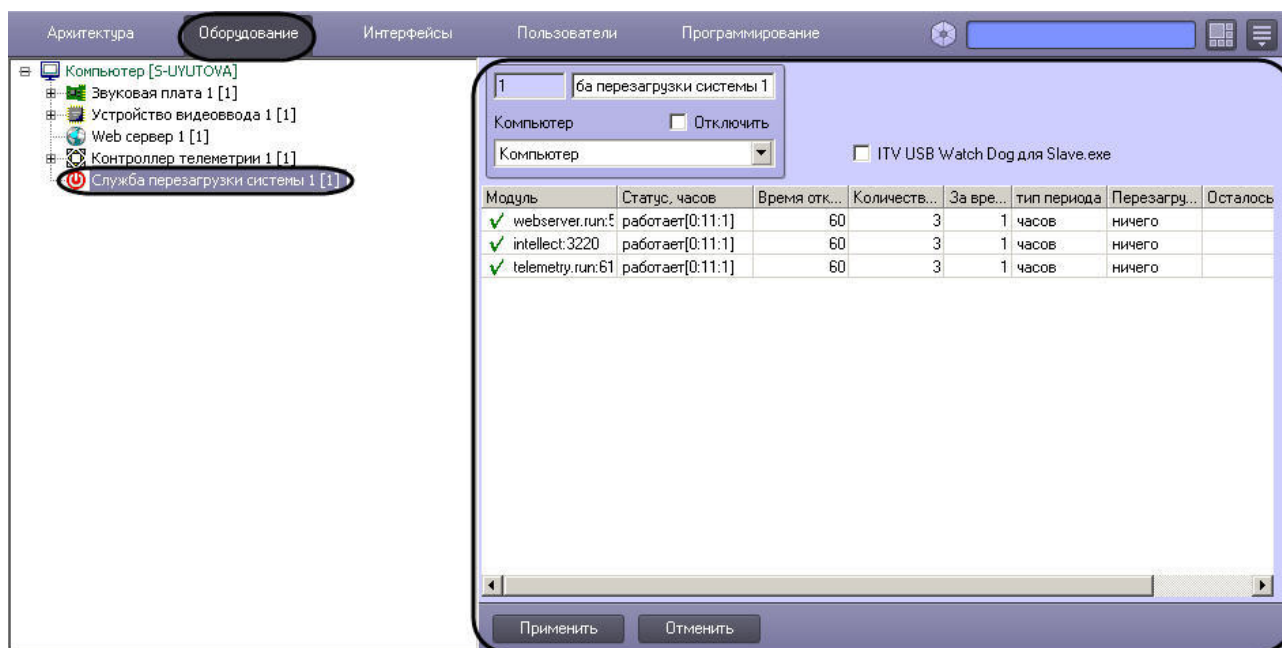 Архитектура Оборудование Интерфейсы Пользователи Программирование
Компьютер [S-UYUTOVA]
Звуковая плата 1 [1]
Устройство видеоввода 1 [1]
Web сервер 1 [1]
Контроллер телеметрии 1 [1]
Служба перезагрузки системы 1 [1]
1 ба перезагрузки системы 1
Компьютер Отключить
Компьютер
ITV USB Watch Dog для Slave.exe
Модуль Статус, часов Время отк... Количеств... За вре... тип периода Перезагру... Осталось
webserver.run:5 работает[0:11:1] 60 3 1 часов ничего
intellect:3220 работает[0:11:1] 60 3 1 часов ничего
telemetry.run:61 работает[0:11:1] 60 3 1 часов ничего
Применить Отменить